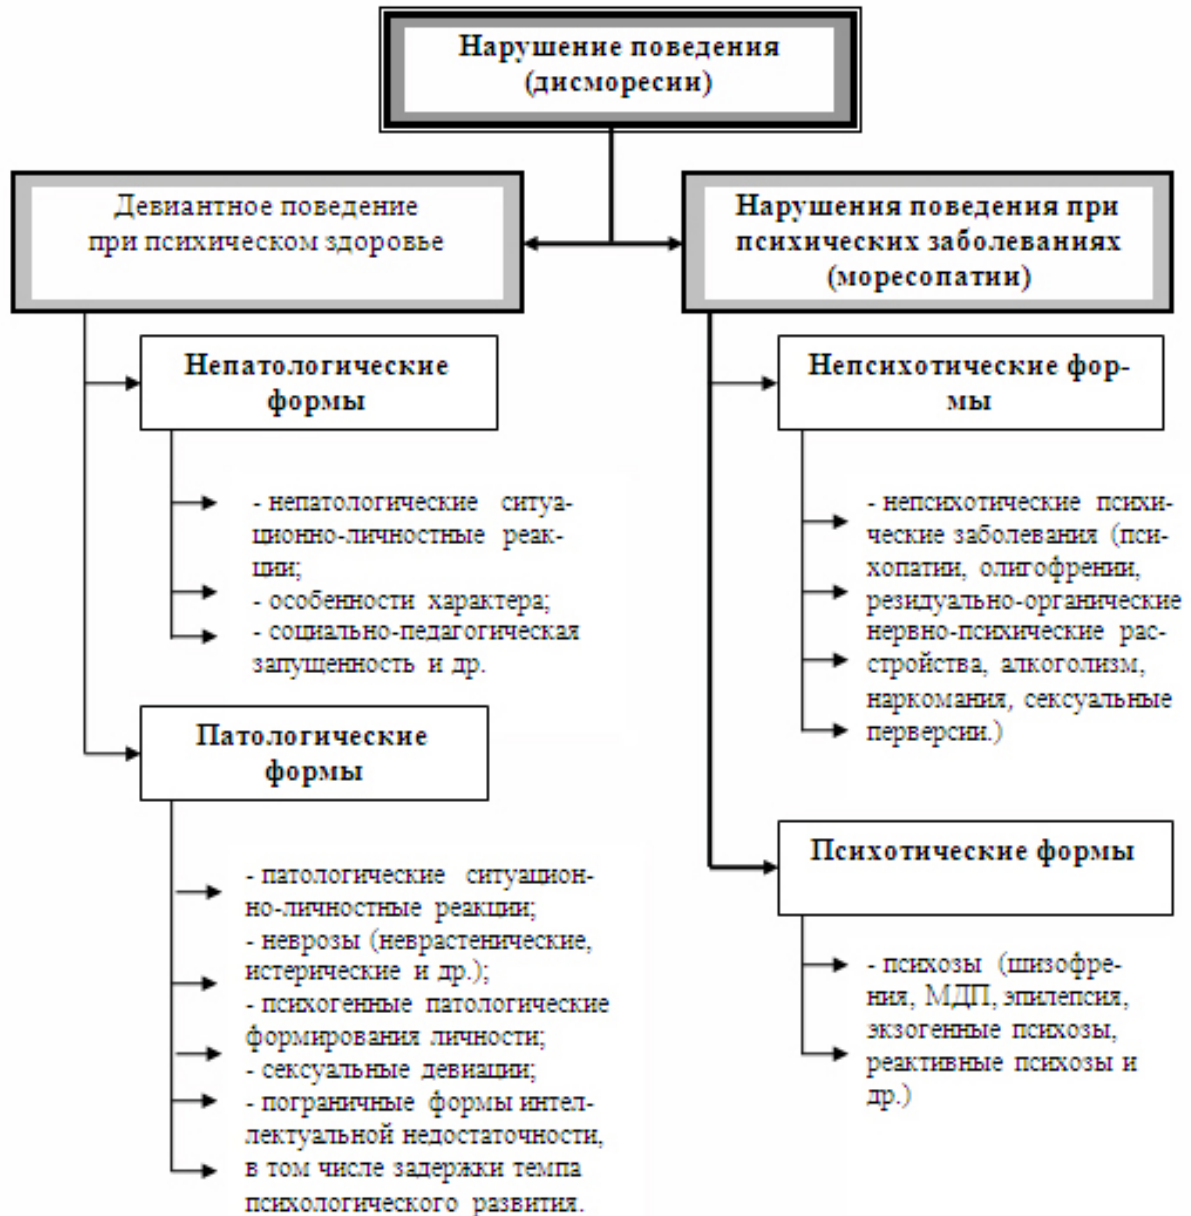 Нарушение поведения
(дисморесии)
Девиантное поведение
при психическом здоровье
Нарушения поведения при
психических заболеваниях
(моресопатии)
Непатологические
формы
- непатологические ситуа-
ционно-личностные реак-
ции;
- особенности характера;
- социально-педагогическая
запущенность и др.
Патологические
формы
- патологические ситуацион-
но-личностные реакции;
- неврозы (неврастенические,
истерические и др.);
- психогенные патологические
формирования личности;
- сексуальные девиации;
- пограничные формы интел-
лектуальной недостаточности,
в том числе задержки темпа
психологического развития.
Непсихотические фор-
мы
- непсихотические психи-
ческие заболевания (пси-
хопатии, олигофрении,
резидуально-органические
нервно-психические рас-
стройства, алкоголизм,
наркомания, сексуальные
перверсии.)
Психотические формы
- психозы (шизофре-
ния, МДП, эпилепсия,
экзогенные психозы,
реактивные психозы и
др.)